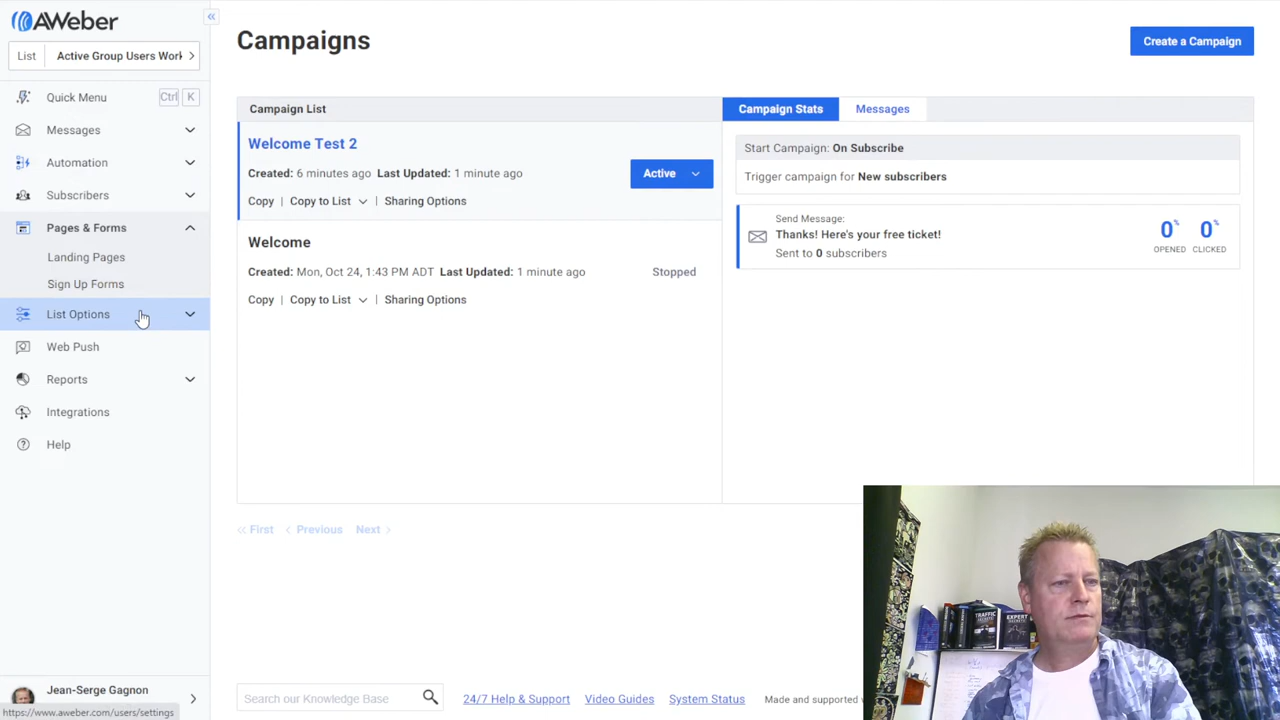 AWeber
List
Active Group Users Work
Quick Menu
Ctrl
K
Messages
Automation
Subscribers
Pages & Forms
Landing Pages
Sign Up Forms
List Options
Web Push
Reports
Integrations
Help
Jean-Serge Gagnon
https://www.aweber.com/users/settings
Campaigns
Create a Campaign
Campaign List
Welcome Test 2
Created: 6 minutes ago Last Updated: 1 minute ago
Active
Copy | Copy to List | Sharing Options
Welcome
Created: Mon, Oct 24, 1:43 PM ADT Last Updated: 1 minute ago
Stopped
Copy | Copy to List | Sharing Options
Campaign Stats
Messages
Start Campaign: On Subscribe
Trigger campaign for New subscribers
Send Message:
Thanks! Here's your free ticket!
Sent to 0 subscribers
0%
OPENED
0%
CLICKED
« First ‹ Previous Next ›
Search our Knowledge Base
24/7 Help & Support
Video Guides
System Status
Made and supported
TRAFFIC
SECRETS
EXPERT
SECRETS